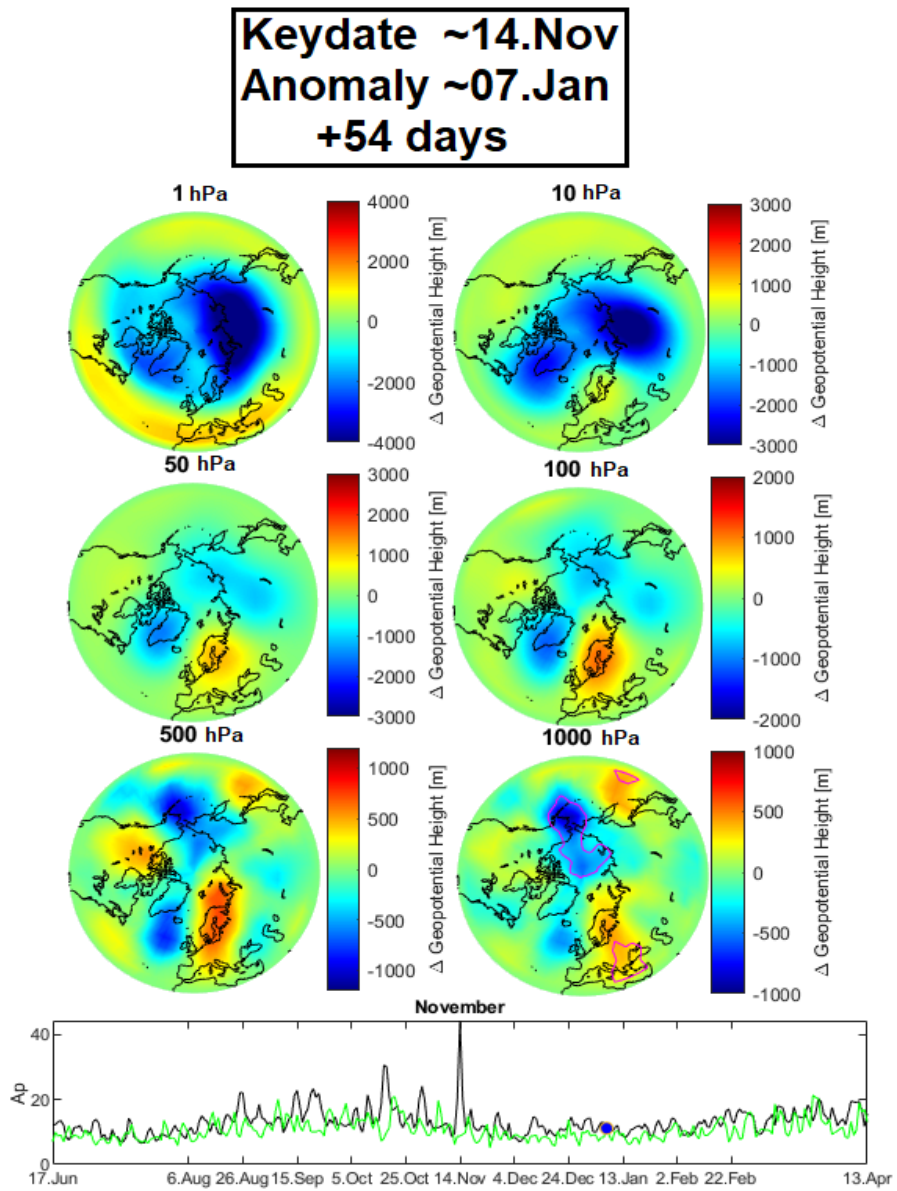 Keydate ~14.Nov
Anomaly ~07.Jan
+54 days
1 hPa
4000
2000
0
-2000
-4000
Δ Geopotential Height [m]
10 hPa
3000
2000
1000
0
-1000
-2000
-3000
Δ Geopotential Height [m]
50 hPa
3000
2000
1000
0
-1000
-2000
-3000
Δ Geopotential Height [m]
100 hPa
2000
1000
0
-1000
-2000
Δ Geopotential Height [m]
500 hPa
1000
500
0
-500
-1000
Δ Geopotential Height [m]
1000 hPa
1000
500
0
-500
-1000
Δ Geopotential Height [m]
November
Ap
40
20
0
17.Jun 6.Aug 26.Aug 15.Sep 5.Oct 25.Oct 14.Nov 4.Dec 24.Dec 13.Jan 2.Feb 22.Feb 13.Apr